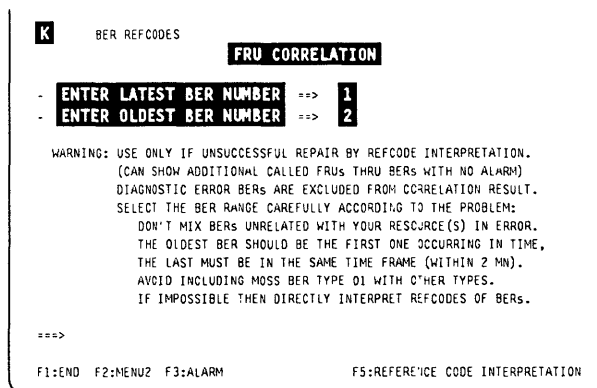 K BER REFCODES
FRU CORRELATION
- ENTER LATEST BER NUMBER ==> 1
- ENTER OLDEST BER NUMBER ==> 2
WARNING: USE ONLY IF UNSUCCESSFUL REPAIR BY REFCODE INTERPRETATION.
(CAN SHOW ADDITIONAL CALLED FRUs THRU BERs WITH NO ALARM)
DIAGNOSTIC ERROR BERs ARE EXCLUDED FROM CORRELATION RESULT.
SELECT THE BER RANGE CAREFULLY ACCORDING TO THE PROBLEM:
DON'T MIX BERs UNRELATED WITH YOUR RESOURCE(S) IN ERROR.
THE OLDEST BER SHOULD BE THE FIRST ONE OCCURRING IN TIME,
THE LAST MUST BE IN THE SAME TIME FRAME (WITHIN 2 MN).
AVOID INCLUDING MOSS BER TYPE 01 WITH OTHER TYPES.
IF IMPOSSIBLE THEN DIRECTLY INTERPRET REFCODES OF BERs.
===>
F1:END F2:MENU2 F3:ALARM F5:REFERENCE CODE INTERPRETATION